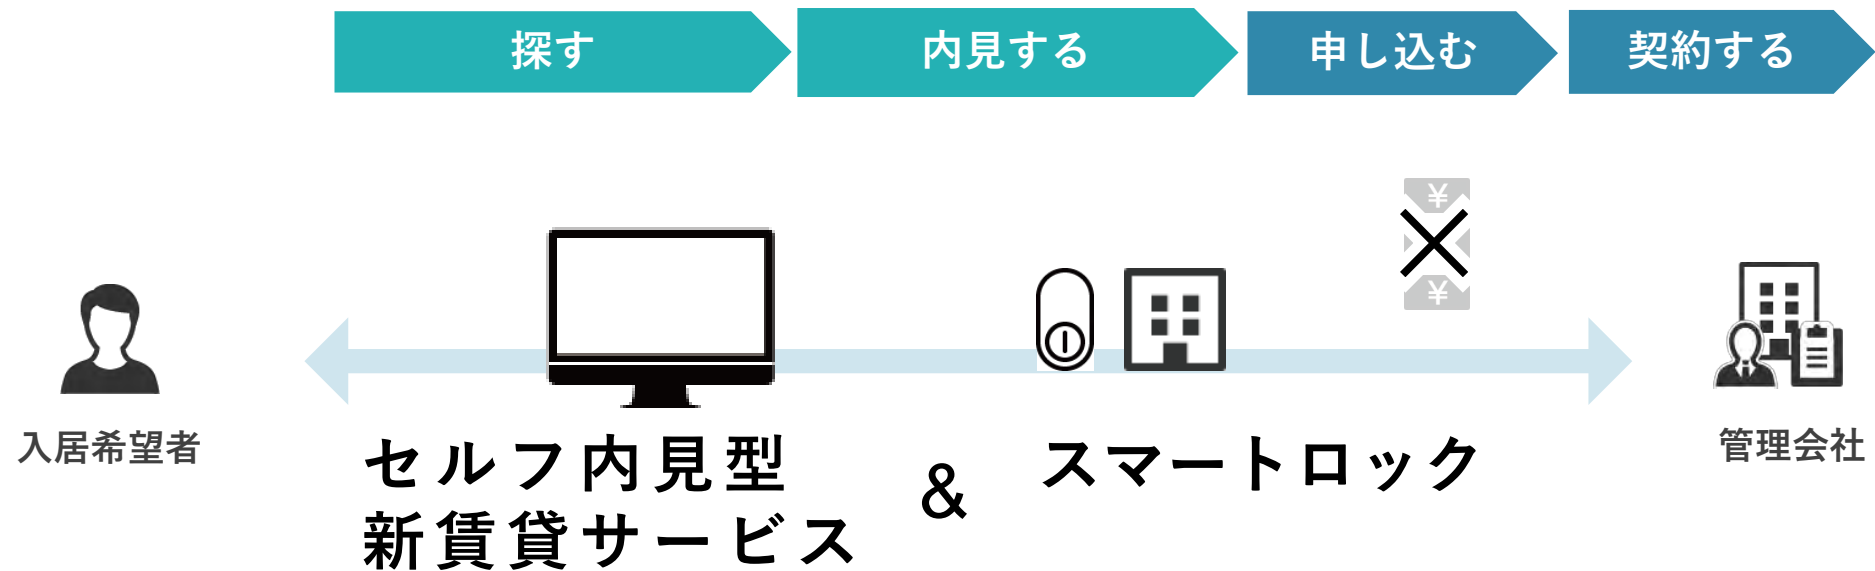 探す
内見する
申し込む
契約する
¥
¥
入居希望者
管理会社
セルフ内見型
新賃貸サービス
&
スマートロック